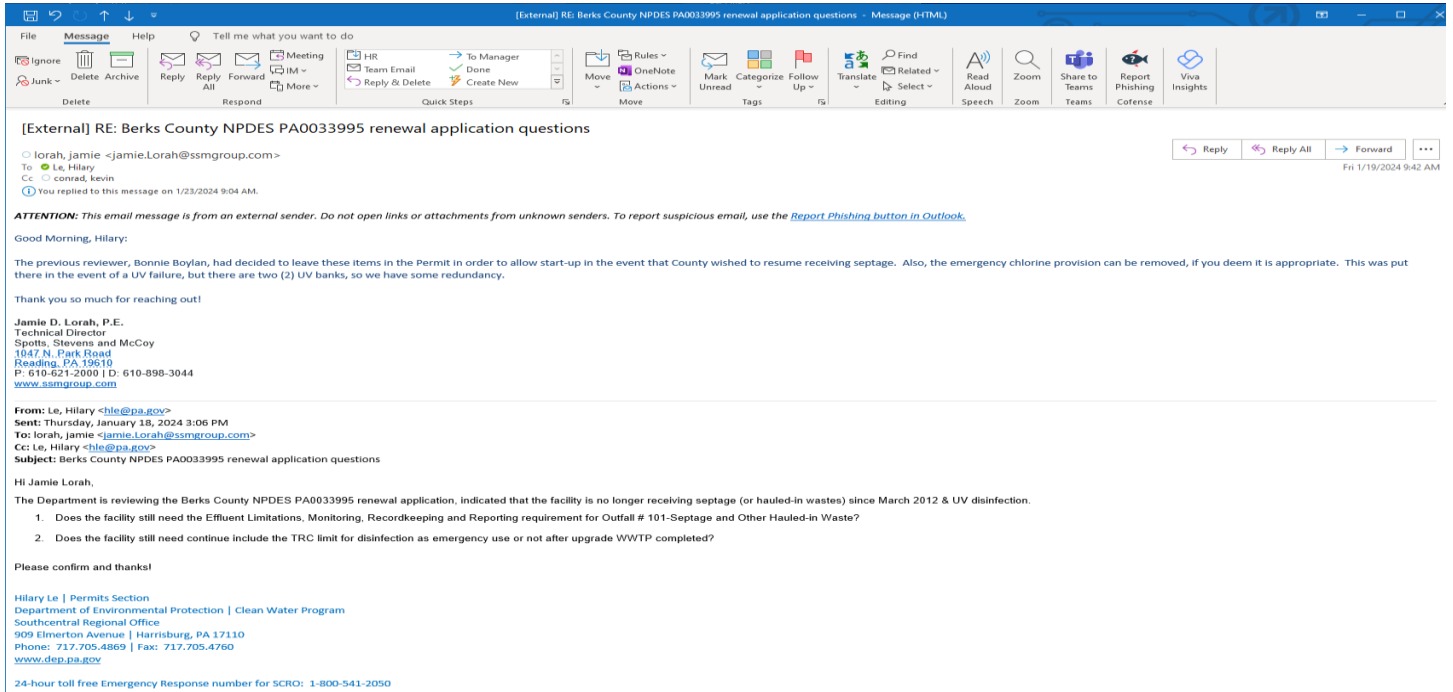 [External] RE: Berks County NPDES PA0033995 renewal application questions - Message (HTML)
File Message Help Tell me what you want to do
Ignore
Junk
Delete
Archive
Reply
Reply All
Forward
Meeting
IM
More
HR
Team Email
Reply & Delete
To Manager
Done
Create New
Move
Rules
OneNote
Actions
Mark Unread
Categorize
Follow Up
Translate
Find
Related
Select
Read Aloud
Zoom
Share to Teams
Report Phishing
Viva Insights
Delete Respond Quick Steps Move Tags Editing Speech Zoom Teams Cofense
[External] RE: Berks County NPDES PA0033995 renewal application questions
lorah, jamie <jamie.Lorah@ssmgroup.com>
To Le, Hilary
Cc conrad, kevin
You replied to this message on 1/23/2024 9:04 AM.
Reply Reply All Forward
Fri 1/19/2024 9:42 AM
ATTENTION: This email message is from an external sender. Do not open links or attachments from unknown senders. To report suspicious email, use the Report Phishing button in Outlook.
Good Morning, Hilary:
The previous reviewer, Bonnie Boylan, had decided to leave these items in the Permit in order to allow start-up in the event that County wished to resume receiving septage. Also, the emergency chlorine provision can be removed, if you deem it is appropriate. This was put
there in the event of a UV failure, but there are two (2) UV banks, so we have some redundancy.
Thank you so much for reaching out!
Jamie D. Lorah, P.E.
Technical Director
Spotts, Stevens and McCoy
1047 N. Park Road
Reading, PA 19610
P: 610-621-2000 | D: 610-898-3044
www.ssmgroup.com
From: Le, Hilary <hle@pa.gov>
Sent: Thursday, January 18, 2024 3:06 PM
To: lorah, jamie <jamie.Lorah@ssmgroup.com>
Cc: Le, Hilary <hle@pa.gov>
Subject: Berks County NPDES PA0033995 renewal application questions
Hi Jamie Lorah,
The Department is reviewing the Berks County NPDES PA0033995 renewal application, indicated that the facility is no longer receiving septage (or hauled-in wastes) since March 2012 & UV disinfection.
1. Does the facility still need the Effluent Limitations, Monitoring, Recordkeeping and Reporting requirement for Outfall # 101-Septage and Other Hauled-in Waste?
2. Does the facility still need continue include the TRC limit for disinfection as emergency use or not after upgrade WWTP completed?
Please confirm and thanks!
Hilary Le | Permits Section
Department of Environmental Protection | Clean Water Program
Southcentral Regional Office
909 Elmerton Avenue | Harrisburg, PA 17110
Phone: 717.705.4869 | Fax: 717.705.4760
www.dep.pa.gov
24-hour toll free Emergency Response number for SCRO: 1-800-541-2050